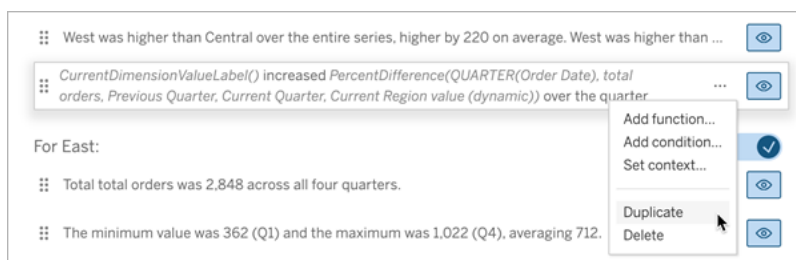 West was higher than Central over the entire series, higher by 220 on average. West was higher than ...
CurrentDimensionValueLabel() increased PercentDifference(QUARTER(Order Date), total
orders, Previous Quarter, Current Quarter, Current Region value (dynamic)) over the quarter
...
Add function...
Add condition...
Set context...
Duplicate
Delete
For East:
Total total orders was 2,848 across all four quarters.
The minimum value was 362 (Q1) and the maximum was 1,022 (Q4), averaging 712.